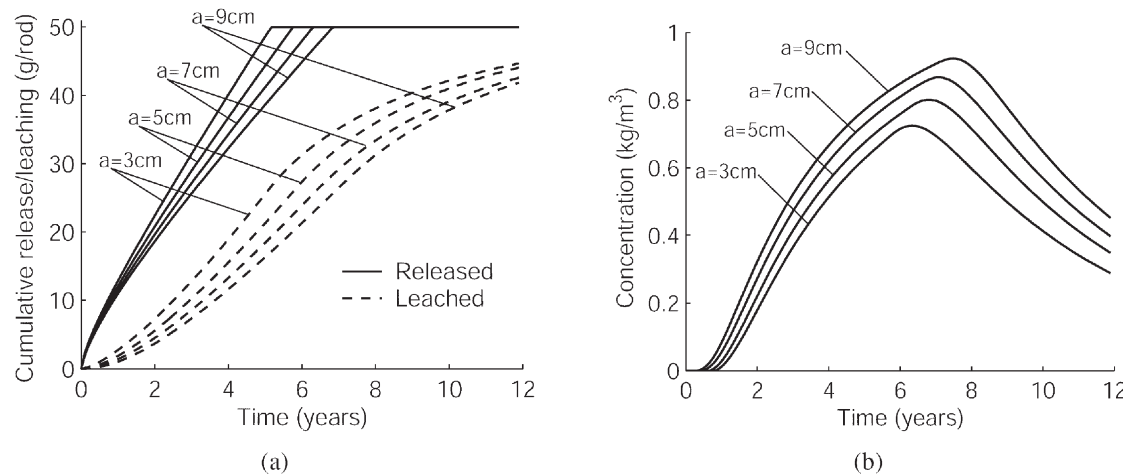 Cumulative release/leaching (g/rod)
50
40
30
20
10
0
a=9cm
a=7cm
a=5cm
a=3cm
Released
Leached
0 2 4 6 8 10 12
Time (years)
(a)
Concentration (kg/m³)
1
0.8
0.6
0.4
0.2
0
a=9cm
a=7cm
a=5cm
a=3cm
0 2 4 6 8 10 12
Time (years)
(b)